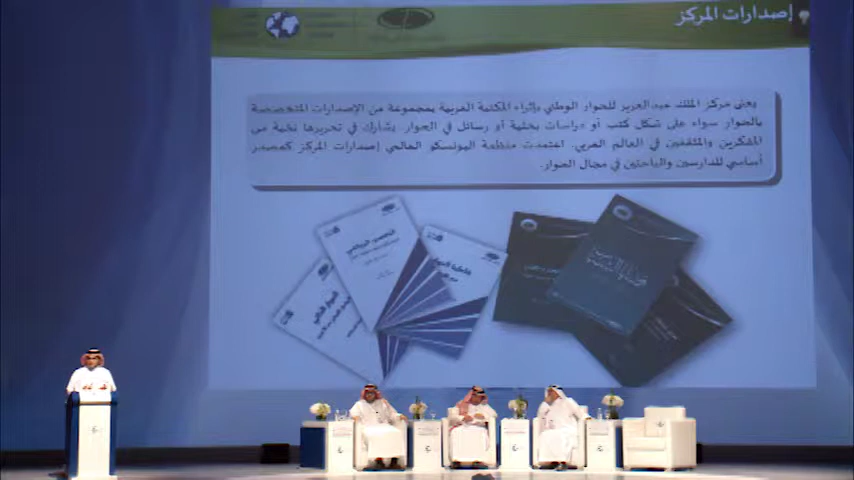 إصدارات المركز
يعنى مركز الملك عبدالعزيز للحوار الوطني بإثراء المكتبة العربية بمجموعة من الإصدارات المتخصصة
بالحوار سواء على شكل كتب أو دراسات بحثية أو رسائل في الحوار. يشارك في تحريرها نخبة من
المفكرين والمثقفين في العالم العربي. اعتمدت منظمة اليونسكو العالمي إصدارات المركز كمصدر
أساسي للدارسين والباحثين في مجال الحوار.